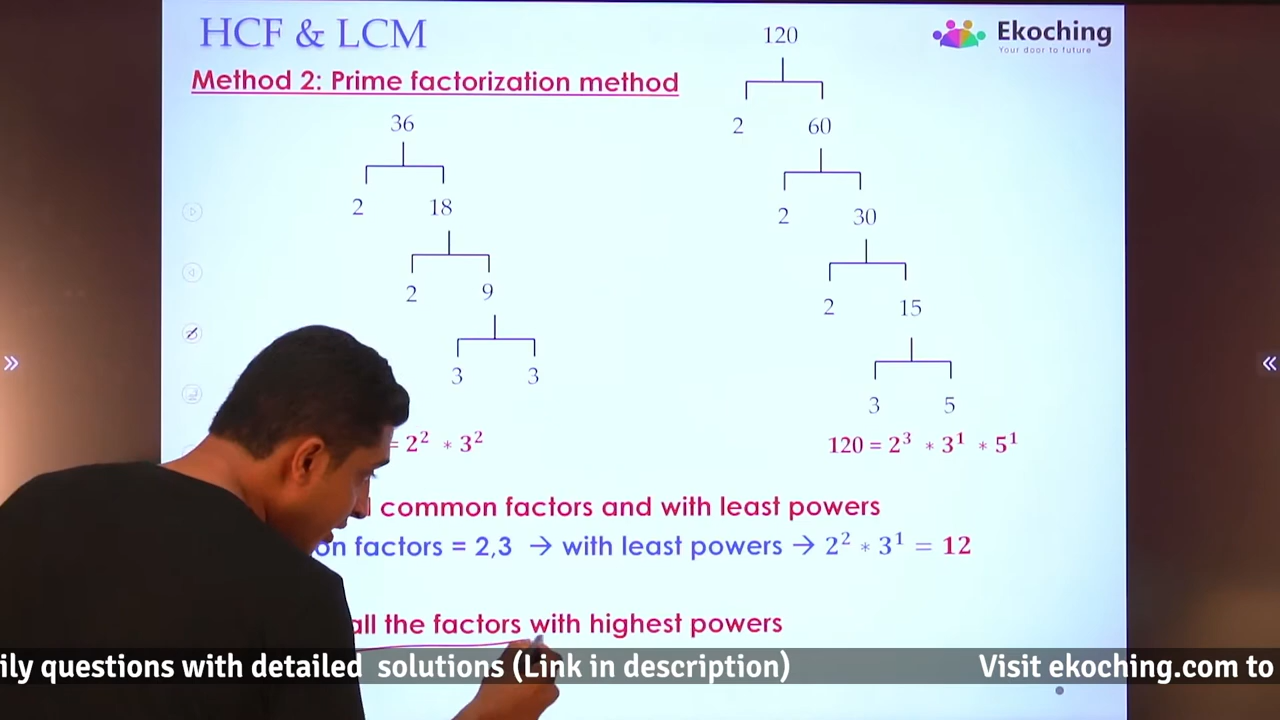 HCF & LCM
Ekoching
Your door to future
Method 2: Prime factorization method
36
2 18
2 9
3 3
120
2 60
2 30
2 15
3 5
= 2² * 3²
120 = 2³ * 3¹ * 5¹
common factors and with least powers
factors = 2,3 → with least powers → 2² * 3¹ = 12
all the factors with highest powers
questions with detailed solutions (Link in description)
Visit ekoching.com to